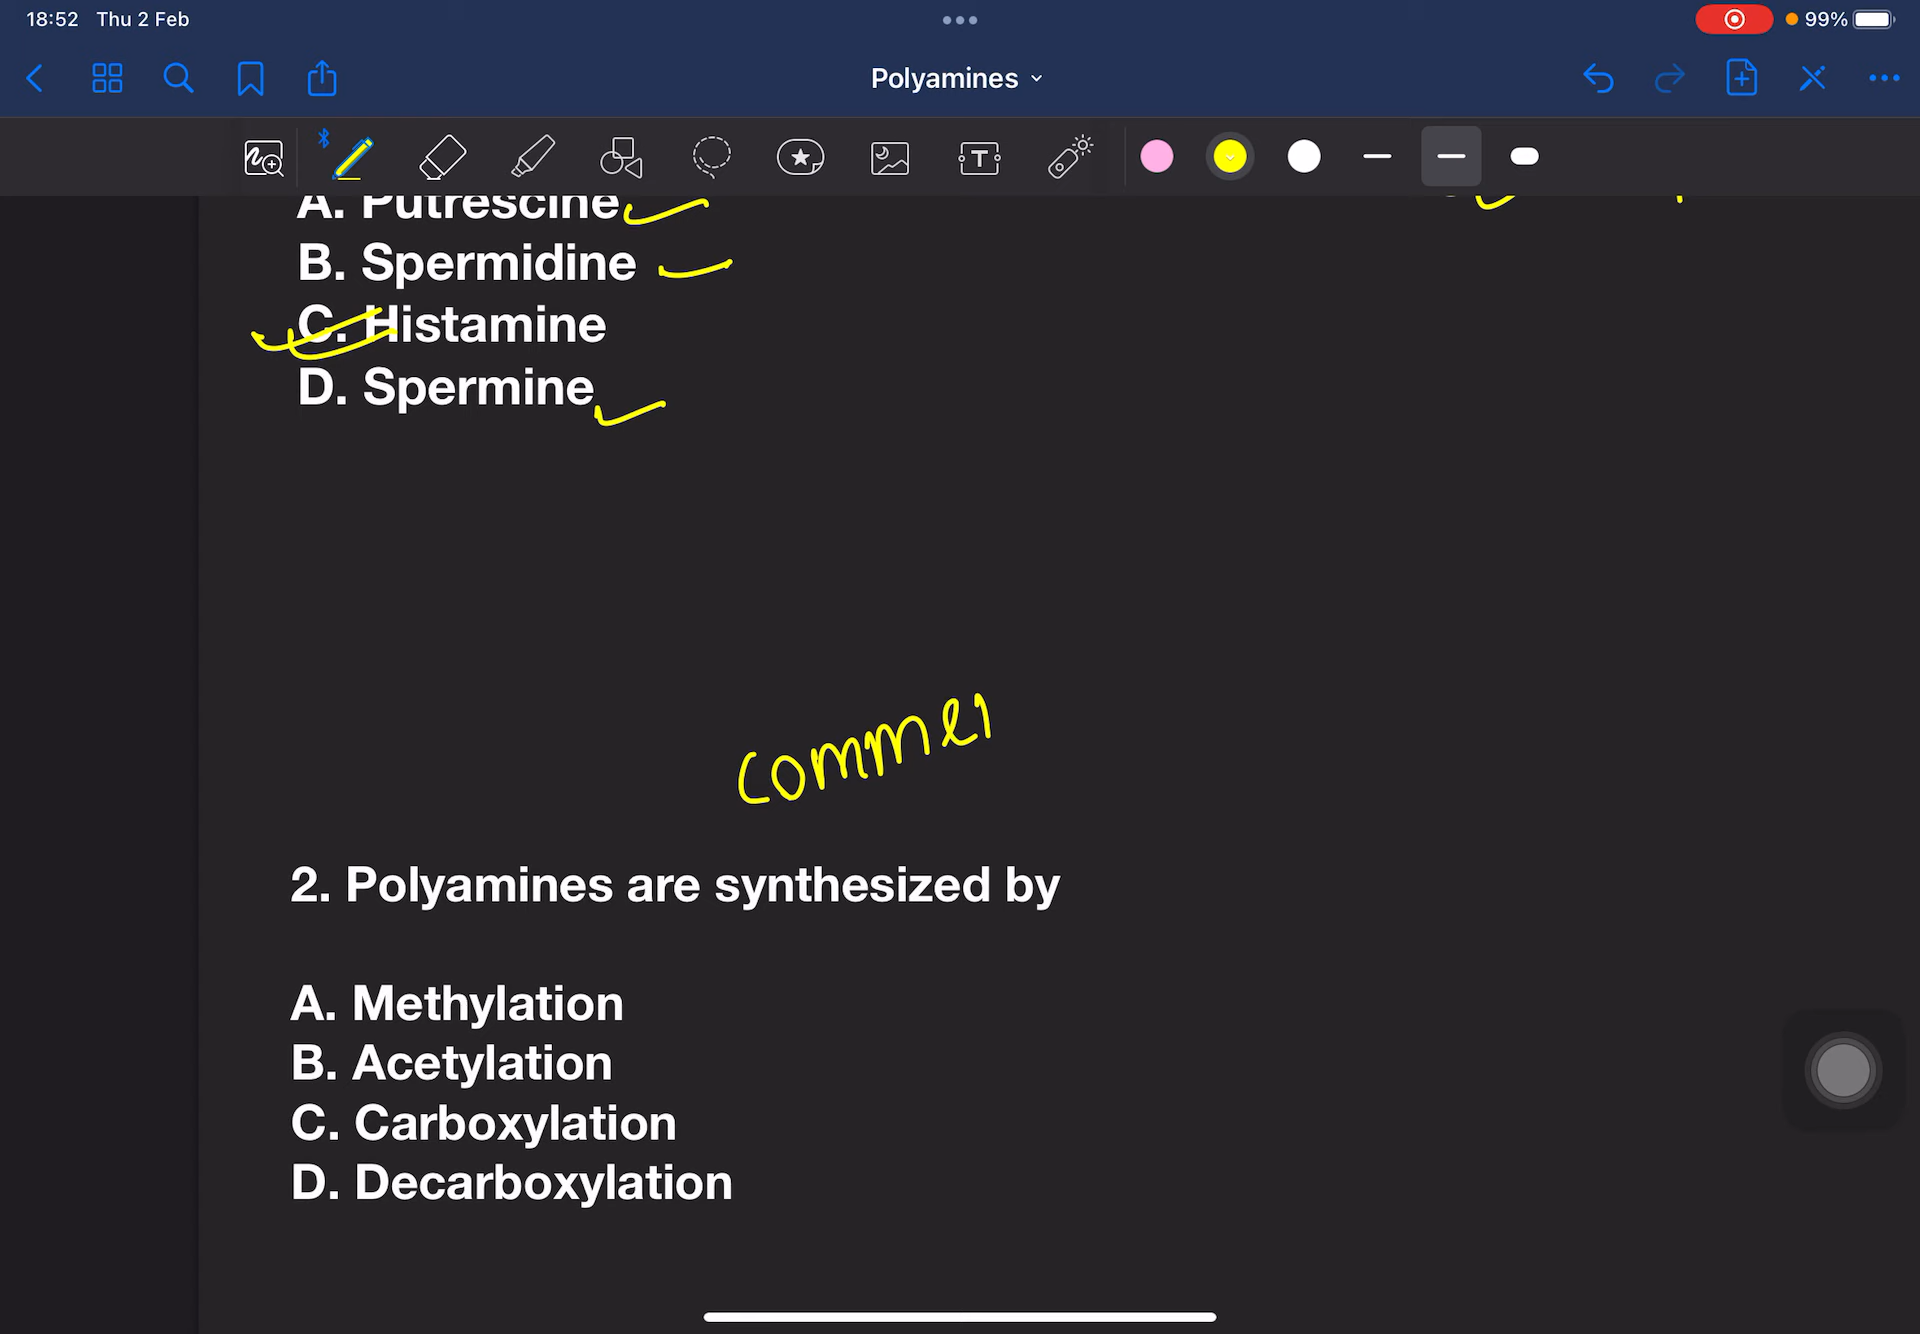 18:52 Thu 2 Feb
99%
Polyamines
A. Putrescine
B. Spermidine
C. Histamine
D. Spermine
commen
2. Polyamines are synthesized by
A. Methylation
B. Acetylation
C. Carboxylation
D. Decarboxylation